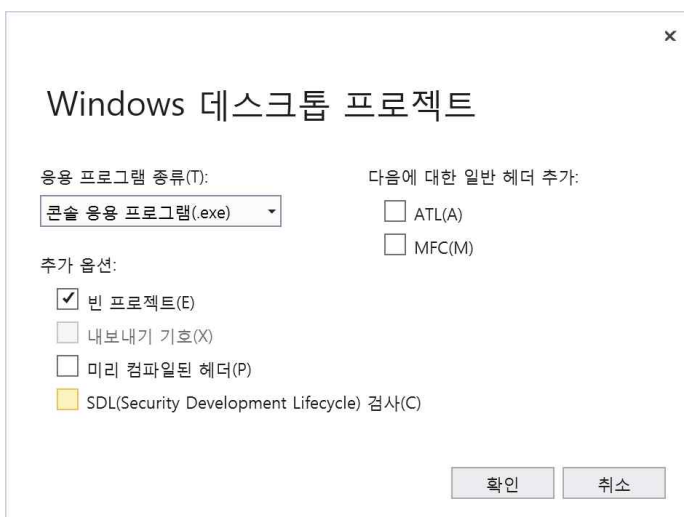 Windows 데스크톱 프로젝트
응용 프로그램 종류(T):
콘솔 응용 프로그램(.exe)
추가 옵션:
빈 프로젝트(E)
내보내기 기호(X)
미리 컴파일된 헤더(P)
SDL(Security Development Lifecycle) 검사(C)
다음에 대한 일반 헤더 추가:
ATL(A)
MFC(M)
확인
취소